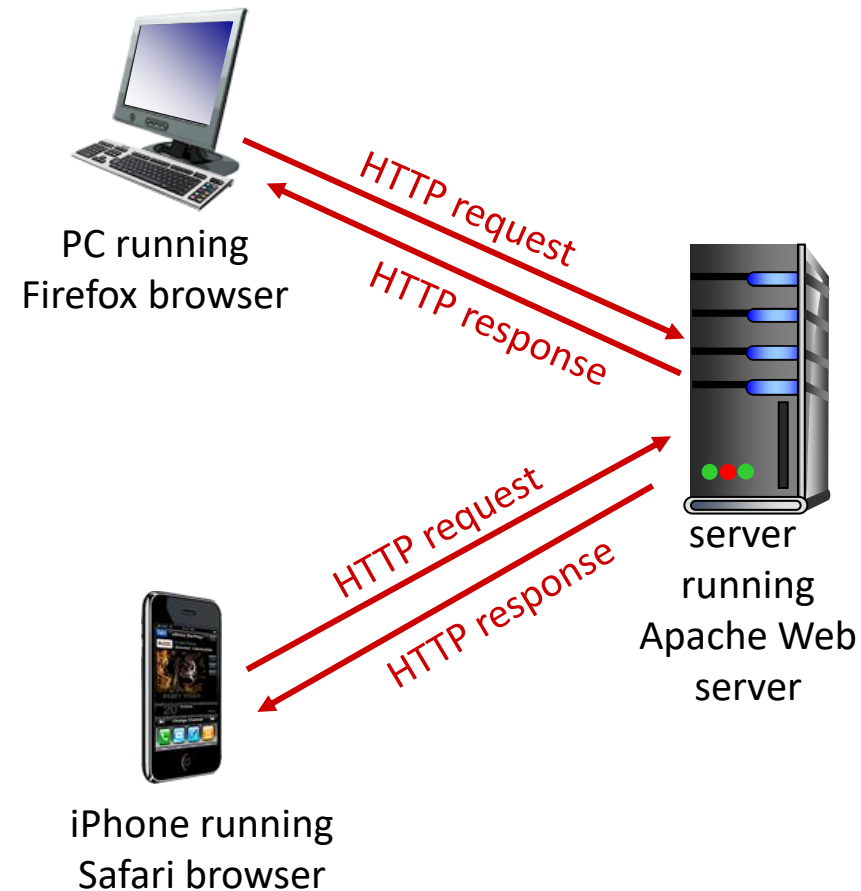 HTTP request
HTTP response
PC running
Firefox browser
HTTP request
HTTP response
server
running
Apache Web
server
iPhone running
Safari browser